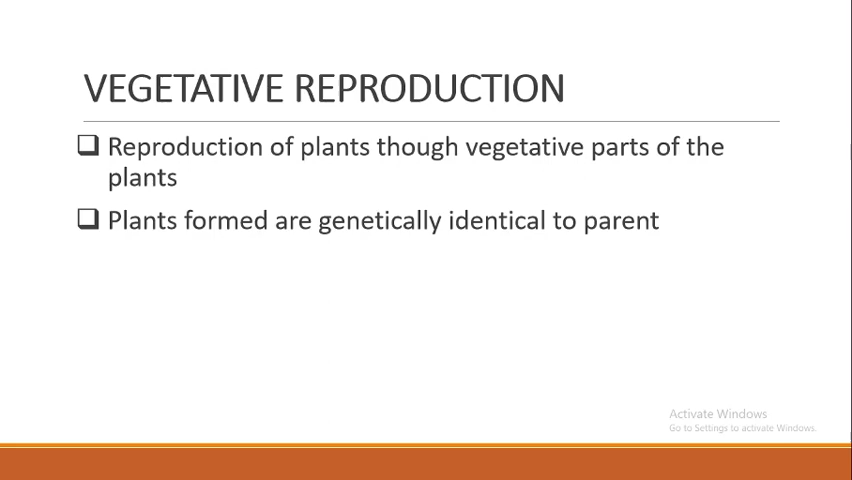 VEGETATIVE REPRODUCTION
Reproduction of plants though vegetative parts of the
plants
Plants formed are genetically identical to parent
Activate Windows
Go to Settings to activate Windows.